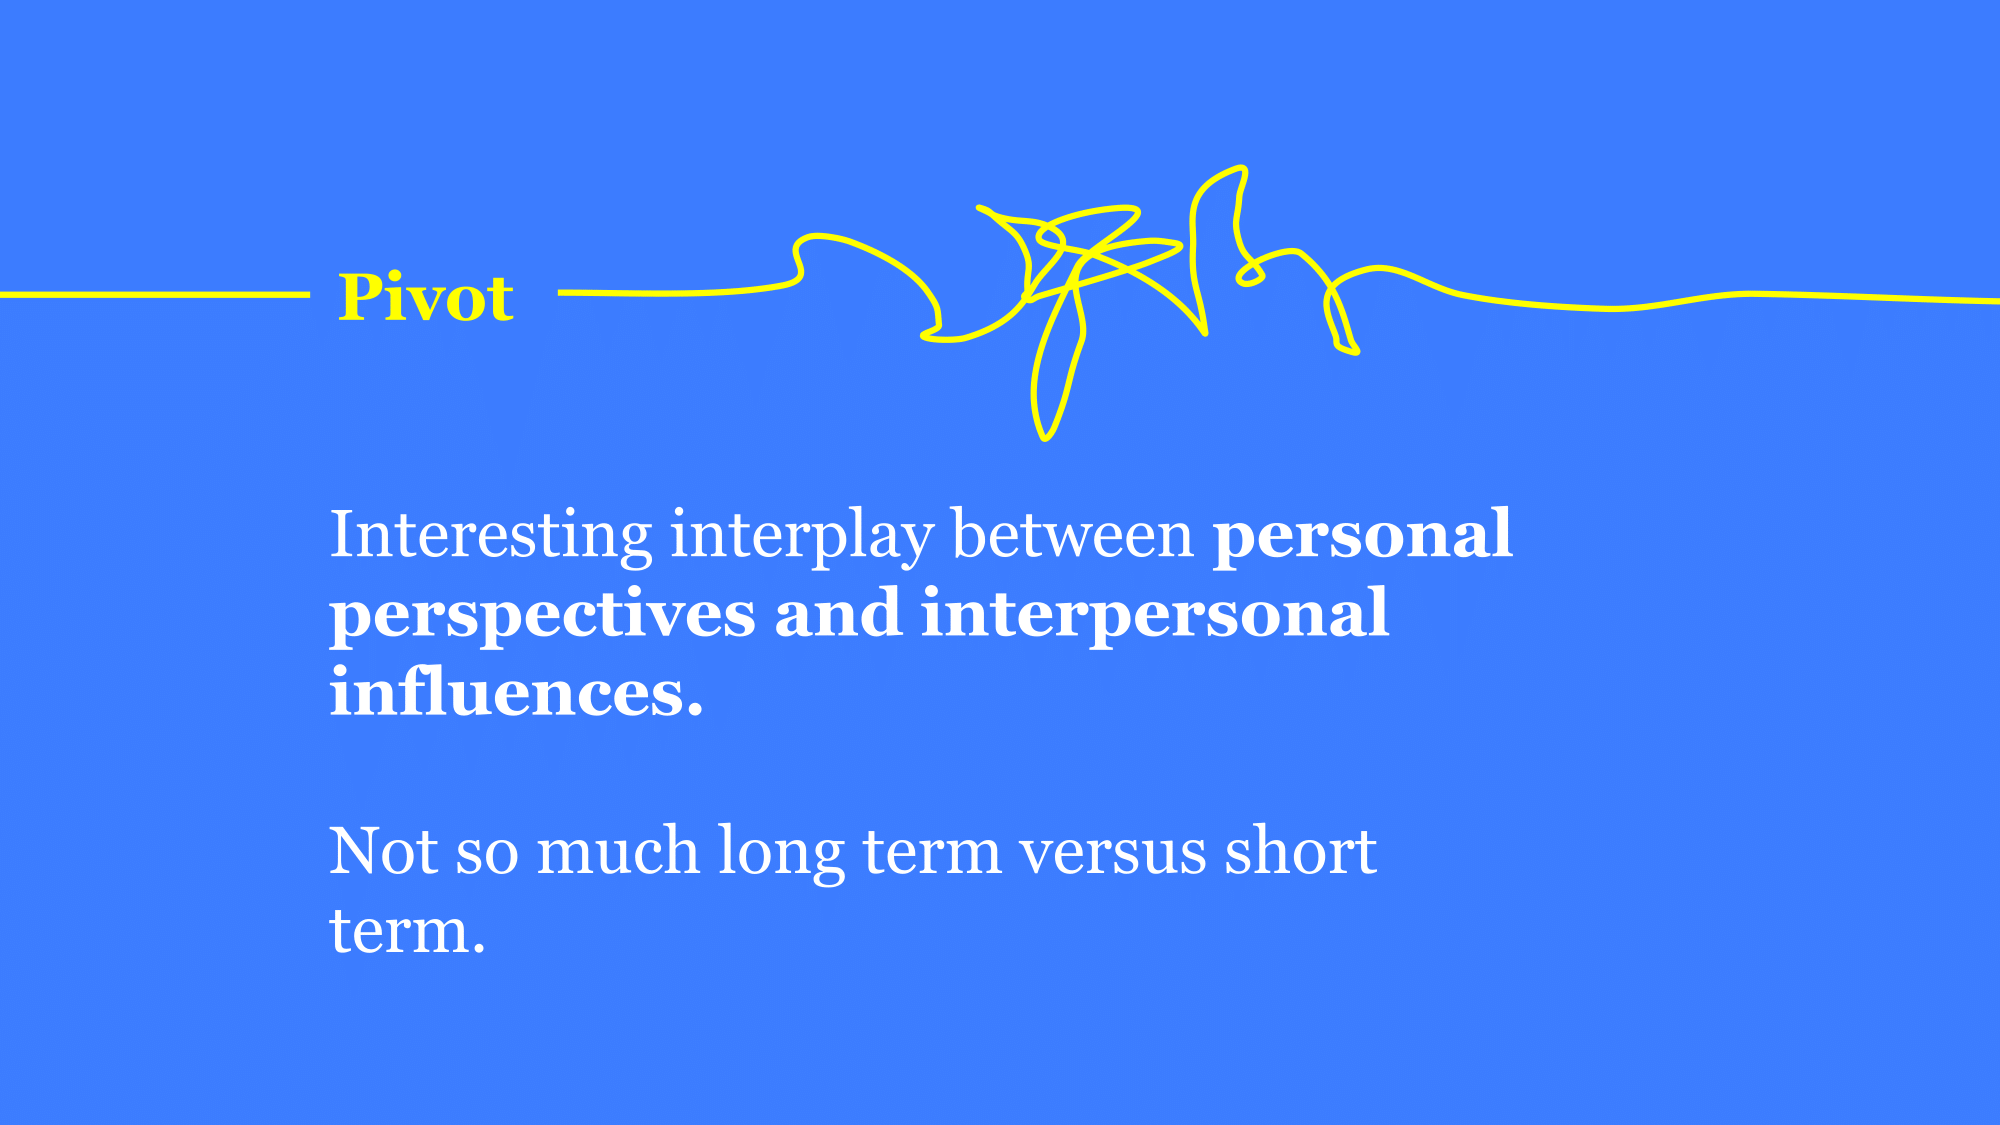 Pivot
Interesting interplay between personal
perspectives and interpersonal
influences.
Not so much long term versus short
term.